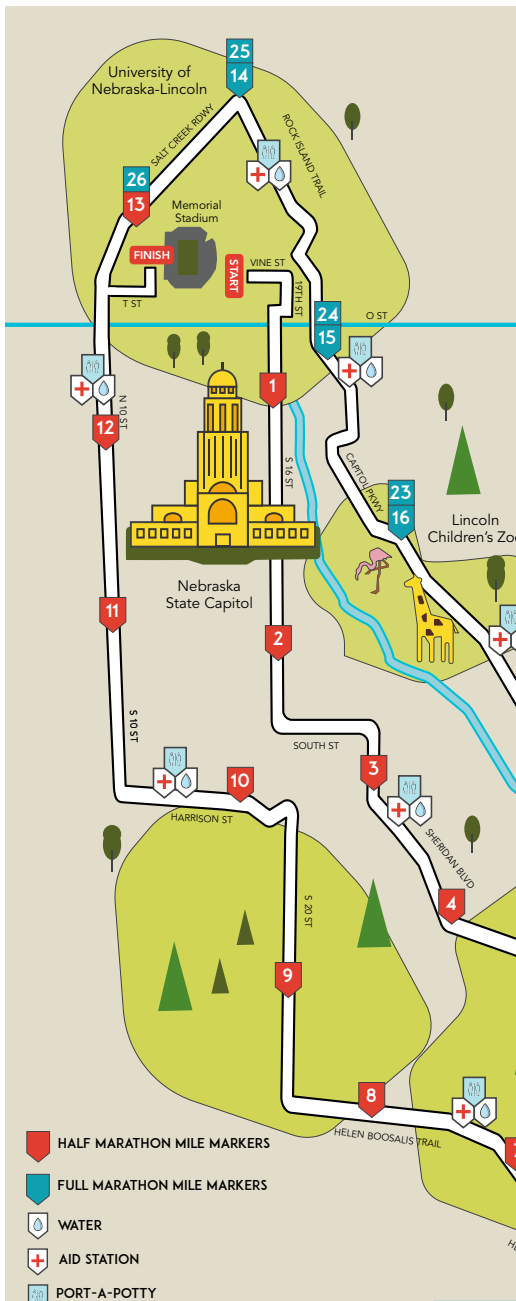 25
14
University of
Nebraska-Lincoln
SALT CREEK RDWY
ROCK ISLAND TRAIL
26
13
Memorial
Stadium
FINISH
START
VINE ST
19TH ST
T ST
24
15
O ST
1
N 10 ST
12
S 16 ST
CAPITOL PKWY
23
16
Lincoln
Children's Zo
Nebraska
State Capitol
11
2
S 10 ST
SOUTH ST
3
10
HARRISON ST
SHERIDAN BLVD
4
S 20 ST
9
8
HELEN BOOSALIS TRAIL
HALF MARATHON MILE MARKERS
FULL MARATHON MILE MARKERS
WATER
AID STATION
PORT-A-POTTY